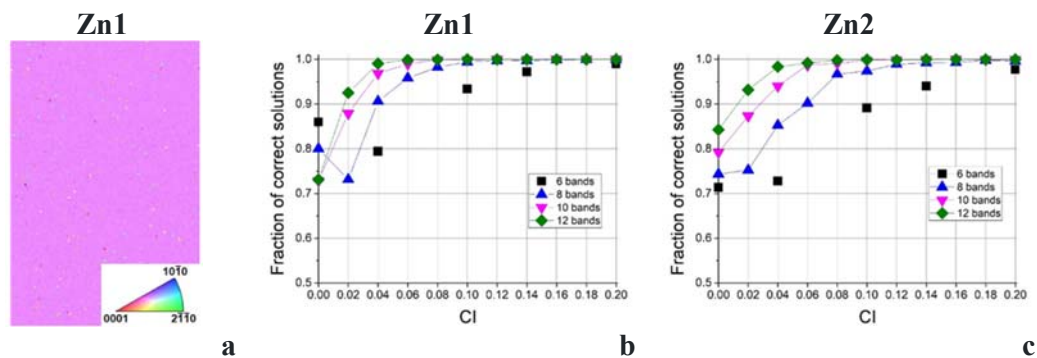 Zn1
0001
101̄0
21̄1̄0
a
Zn1
Fraction of correct solutions
1.0
0.9
0.8
0.7
0.6
0.5
6 bands
8 bands
10 bands
12 bands
0.00 0.02 0.04 0.06 0.08 0.10 0.12 0.14 0.16 0.18 0.20
CI
b
Zn2
Fraction of correct solutions
1.0
0.9
0.8
0.7
0.6
0.5
6 bands
8 bands
10 bands
12 bands
0.00 0.02 0.04 0.06 0.08 0.10 0.12 0.14 0.16 0.18 0.20
CI
c